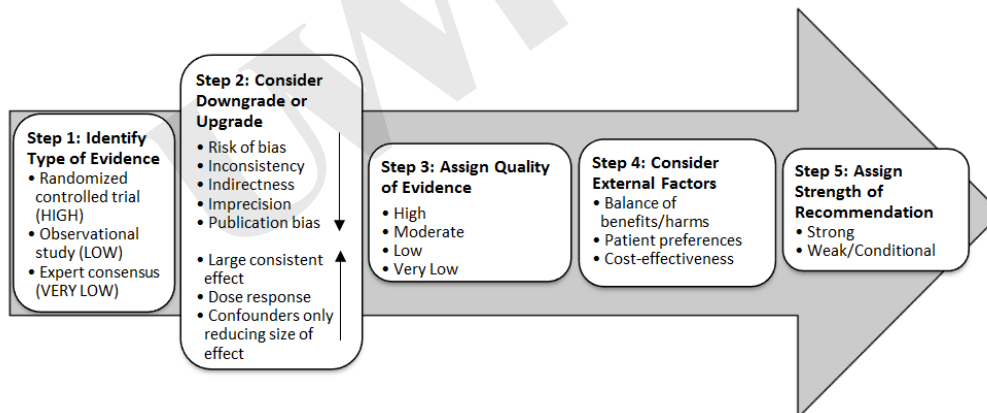 Step 1: Identify
Type of Evidence
• Randomized
controlled trial
(HIGH)
• Observational
study (LOW)
• Expert consensus
(VERY LOW)
Step 2: Consider
Downgrade or
Upgrade
• Risk of bias
• Inconsistency
• Indirectness
• Imprecision
• Publication bias
• Large consistent
effect
• Dose response
• Confounders only
reducing size of
effect
Step 3: Assign Quality
of Evidence
• High
• Moderate
• Low
• Very Low
Step 4: Consider
External Factors
• Balance of
benefits/harms
• Patient preferences
• Cost-effectiveness
Step 5: Assign
Strength of
Recommendation
• Strong
• Weak/Conditional